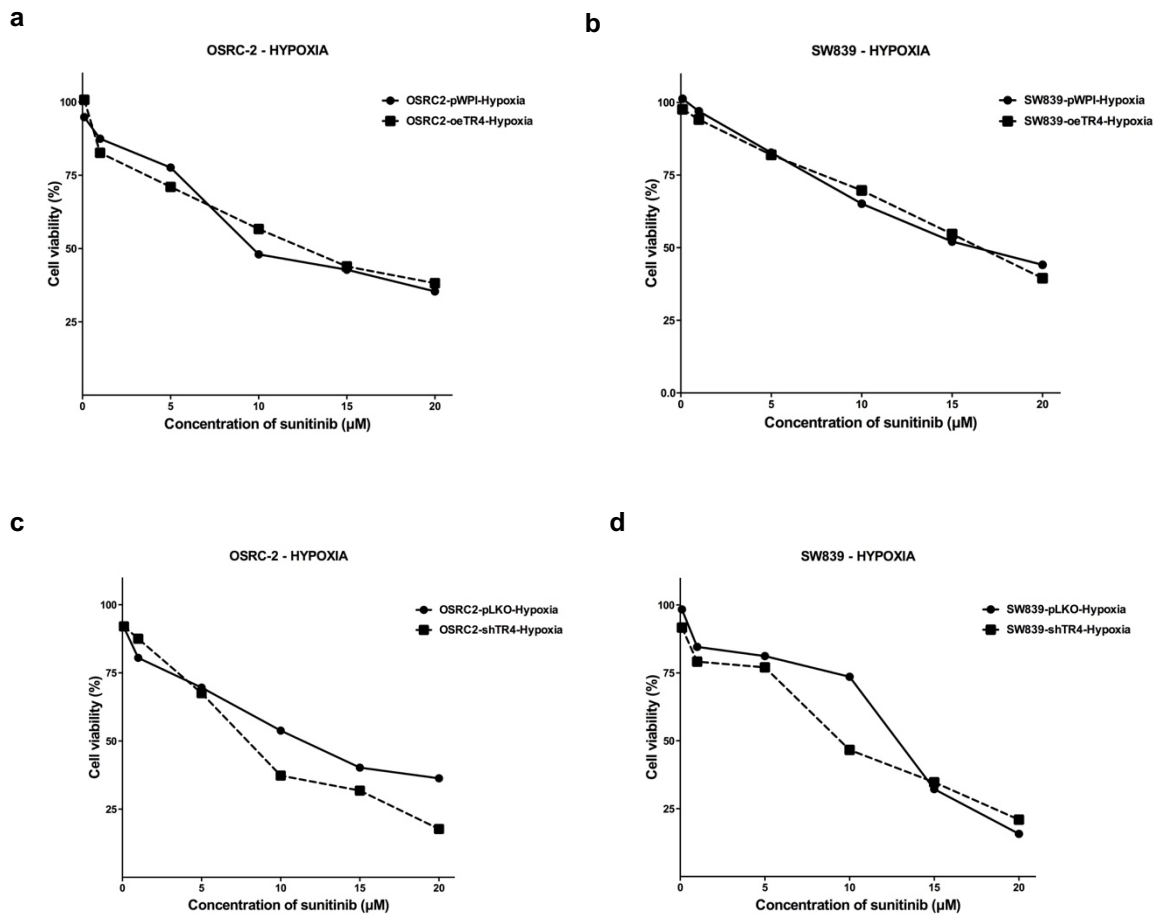 a
OSRC-2 - HYPOXIA
OSRC2-pWPI-Hypoxia
OSRC2-oeTR4-Hypoxia
Cell viability (%)
100
75
50
25
0 5 10 15 20
Concentration of sunitinib (µM)
b
SW839 - HYPOXIA
SW839-pWPI-Hypoxia
SW839-oeTR4-Hypoxia
Cell viability (%)
100
75
50
25
0.0
0 5 10 15 20
Concentration of sunitinib (µM)
c
OSRC-2 - HYPOXIA
OSRC2-pLKO-Hypoxia
OSRC2-shTR4-Hypoxia
Cell viability (%)
100
75
50
25
0 5 10 15 20
Concentration of sunitinib (µM)
d
SW839 - HYPOXIA
SW839-pLKO-Hypoxia
SW839-shTR4-Hypoxia
Cell viability (%)
100
75
50
25
0 5 10 15 20
Concentration of sunitinib (µM)